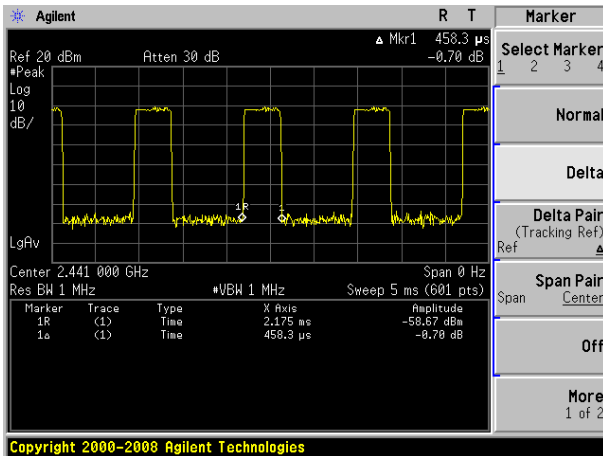 Agilent R T Marker
Δ Mkr1 458.3 µs
Ref 20 dBm Atten 30 dB -0.70 dB
#Peak
Log
10
dB/
1R 1
LgAv
Center 2.441 000 GHz Span 0 Hz
Res BW 1 MHz #VBW 1 MHz Sweep 5 ms (601 pts)
Marker Trace Type X Axis Amplitude
1R (1) Time 2.175 ms -58.67 dBm
1Δ (1) Time 458.3 µs -0.70 dB
Select Marker
1 2 3 4
Normal
Delta
Delta Pair
(Tracking Ref)
Ref Δ
Span Pair
Span Center
Off
More
1 of 2
Copyright 2000-2008 Agilent Technologies